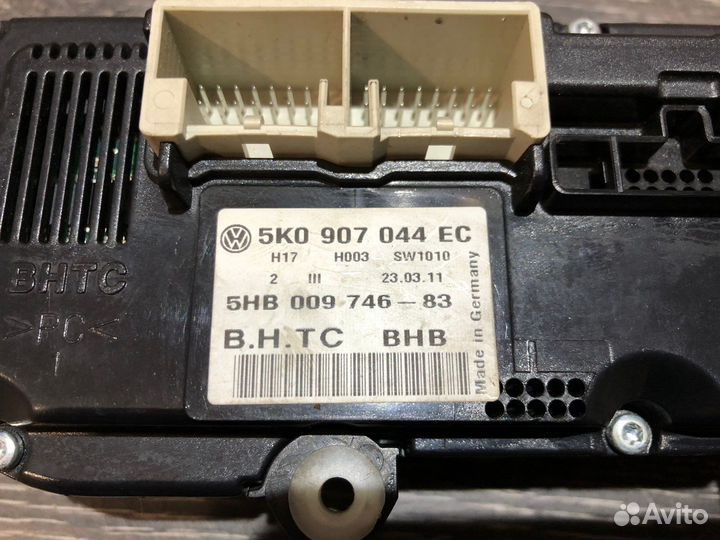 5K0 907 044 EC
H17 H003 SW1010
2 III 23.03.11
5HB 009 746-83
B.H.TC BHB
Made in Germany
BHTC
>PC<
Avito